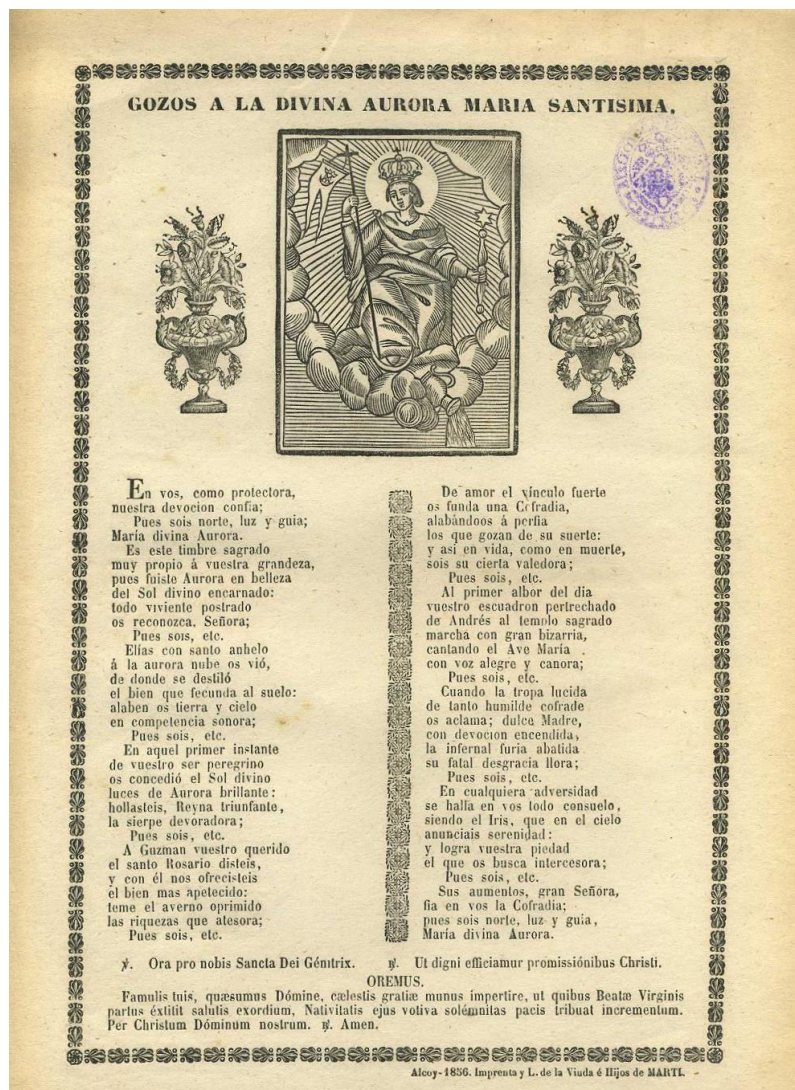 GOZOS A LA DIVINA AURORA MARIA SANTISIMA.
En vos, como protectora,
nuestra devocion confia;
Pues sois norte, luz y guia;
María divina Aurora.
Es este timbre sagrado
muy propio á vuestra grandeza,
pues fuiste Aurora en belleza
del Sol divino encarnado:
todo viviente postrado
os reconozca, Señora;
Pues sois, etc.
Elías con santo anhelo
á la aurora nube os vió,
de donde se destiló
el bien que fecunda al suelo:
alaben os tierra y cielo
en competencia sonora;
Pues sois, etc.
En aquel primer instante
de vuestro ser peregrino
os concedió el Sol divino
luces de Aurora brillante:
hollasteis, Reyna triunfante,
la sierpe devoradora;
Pues sois, etc.
A Guzman vuestro querido
el santo Rosario disteis,
y con él nos ofrecisteis
el bien mas apetecido:
teme el averno oprimido
las riquezas que atesora;
Pues sois, etc.
De amor el vínculo fuerte
os funda una Cofradia,
alabándoos á porfia
los que gozan de su suerte:
y asi en vida, como en muerte,
sois su cierta valedora;
Pues sois, etc.
Al primer albor del dia
vuestro escuadron pertrechado
de Andrés al templo sagrado
marcha con gran bizarria,
cantando el Ave María
con voz alegre y canora;
Pues sois, etc.
Cuando la tropa lucida
de tanto humilde cofrade
os aclama; dulce Madre,
con devocion encendida,
la infernal furia abatida
su fatal desgracia llora;
Pues sois, etc.
En cualquiera adversidad
se halla en vos todo consuelo,
siendo el Iris, que en el cielo
anunciais serenidad:
y logra vuestra piedad
el que os busca intercesora;
Pues sois, etc.
Sus aumentos, gran Señora,
fia en vos la Cofradia;
pues sois norte, luz y guia,
María divina Aurora.
℣. Ora pro nobis Sancta Dei Génitrix. ℟. Ut digni efficiamur promissiónibus Christi.
OREMUS.
Famulis tuis, quæsumus Dómine, cælestis gratiæ munus impertire, ut quibus Beatæ Virginis
partus éxtitit salutis exordium, Nativitatis ejus votiva solémnitas pacis tribuat incrementum.
Per Christum Dóminum nostrum. ℟. Amen.
Alcoy-1856. Imprenta y L. de la Viuda é Hijos de MARTI.